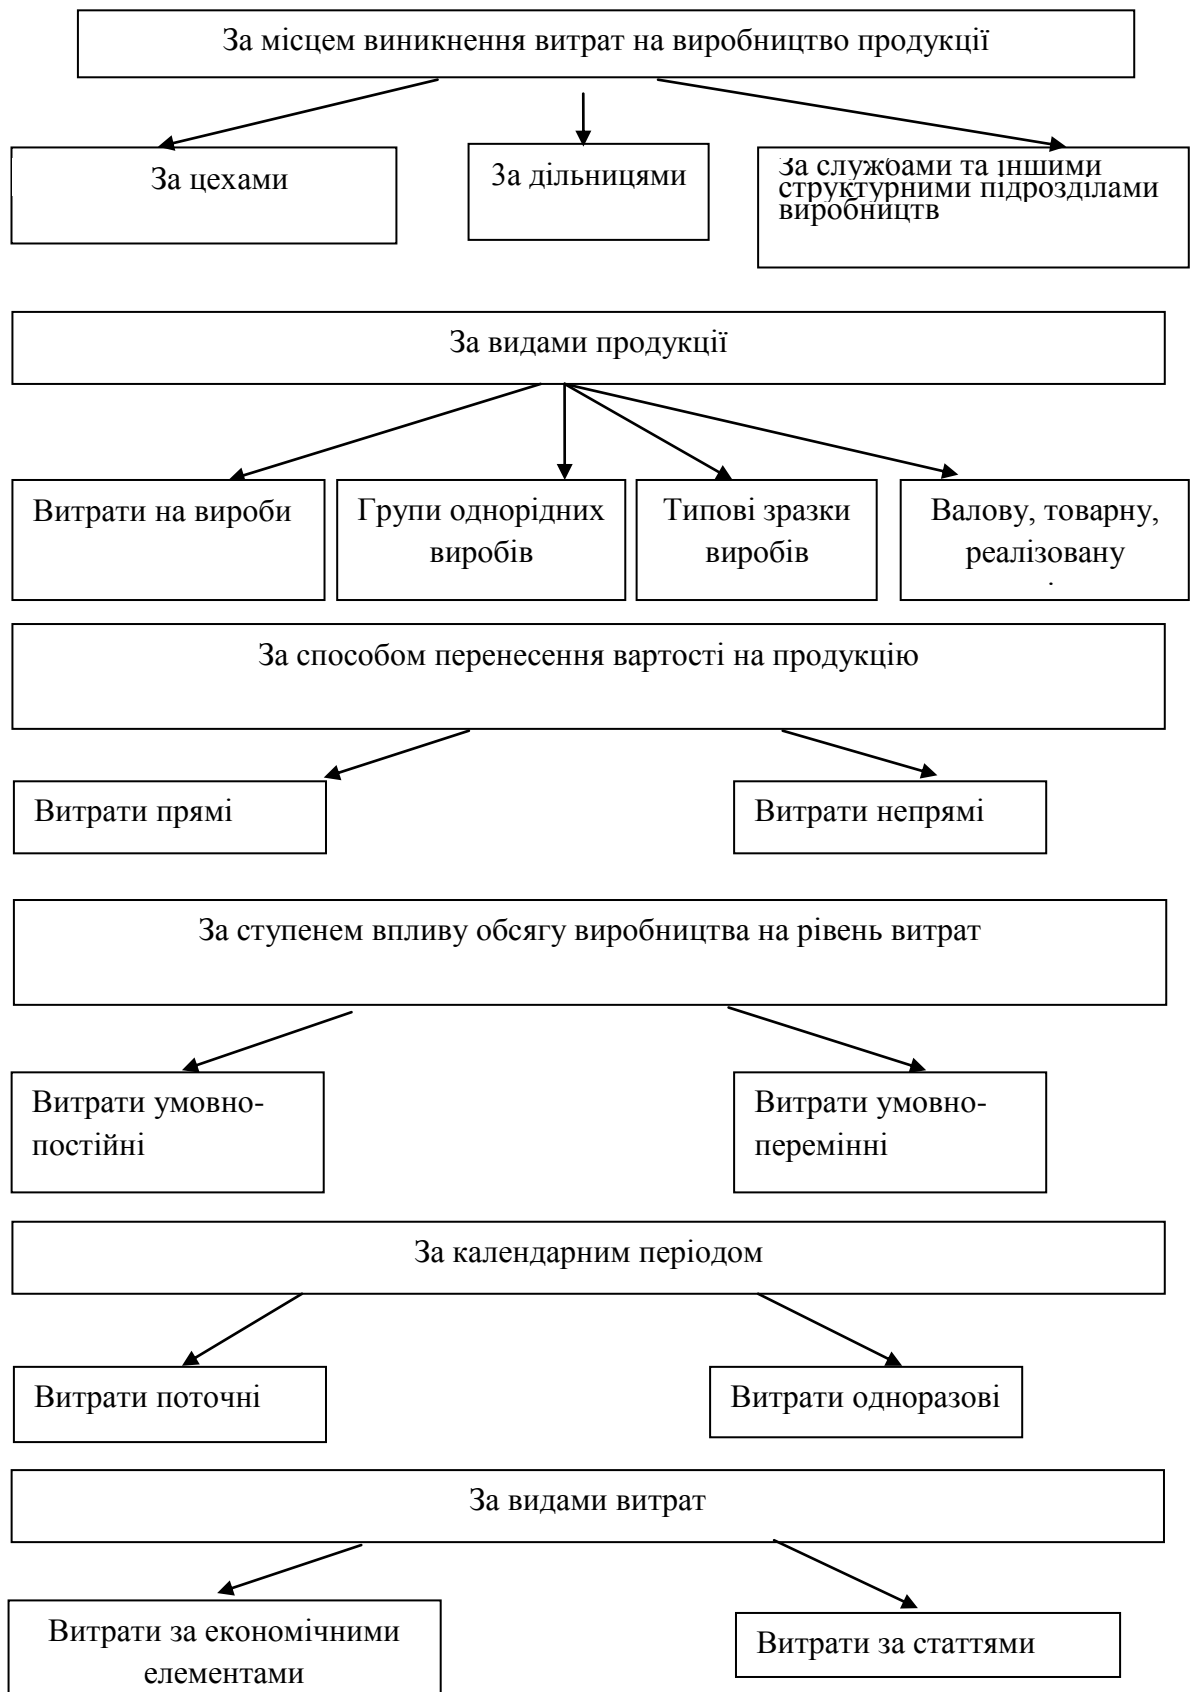 За місцем виникнення витрат на виробництво продукції
За цехами
За дільницями
За службами та іншими
структурними підрозділами
виробництв
За видами продукції
Витрати на вироби
Групи однорідних
виробів
Типові зразки
виробів
Валову, товарну,
реалізовану
За способом перенесення вартості на продукцію
Витрати прямі
Витрати непрямі
За ступенем впливу обсягу виробництва на рівень витрат
Витрати умовно-
постійні
Витрати умовно-
перемінні
За календарним періодом
Витрати поточні
Витрати одноразові
За видами витрат
Витрати за економічними
елементами
Витрати за статтями